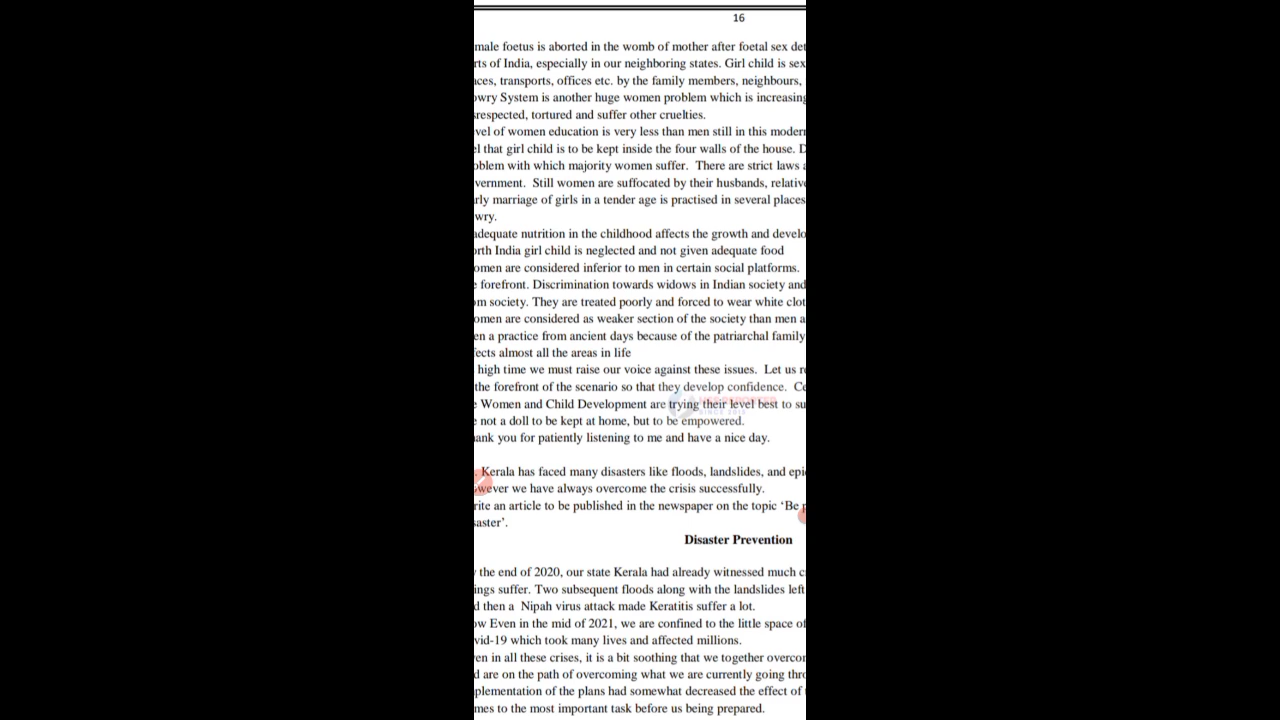 16
male foetus is aborted in the womb of mother after foetal sex det
rts of India, especially in our neighboring states. Girl child is sex
ces, transports, offices etc. by the family members, neighbours,
wry System is another huge women problem which is increasing
respected, tortured and suffer other cruelties.
vel of women education is very less than men still in this modern
l that girl child is to be kept inside the four walls of the house. D
blem with which majority women suffer. There are strict laws
vernment. Still women are suffocated by their husbands, relative
rly marriage of girls in a tender age is practised in several places
wry.
adequate nutrition in the childhood affects the growth and develo
orth India girl child is neglected and not given adequate food
omen are considered inferior to men in certain social platforms.
forefront. Discrimination towards widows in Indian society and
m society. They are treated poorly and forced to wear white clot
omen are considered as weaker section of the society than men a
en a practice from ancient days because of the patriarchal family
ects almost all the areas in life
high time we must raise our voice against these issues. Let us r
the forefront of the scenario so that they develop confidence. Co
Women and Child Development are trying their level best to su
not a doll to be kept at home, but to be empowered.
SINCE 2015
ank you for patiently listening to me and have a nice day.
Kerala has faced many disasters like floods, landslides, and epi
wever we have always overcome the crisis successfully.
rite an article to be published in the newspaper on the topic ‘Be p
saster’.
Disaster Prevention
the end of 2020, our state Kerala had already witnessed much c
ings suffer. Two subsequent floods along with the landslides left
d then a Nipah virus attack made Keratitis suffer a lot.
ow Even in the mid of 2021, we are confined to the little space of
vid-19 which took many lives and affected millions.
en in all these crises, it is a bit soothing that we together overcor
d are on the path of overcoming what we are currently going thro
plementation of the plans had somewhat decreased the effect of
mes to the most important task before us being prepared.